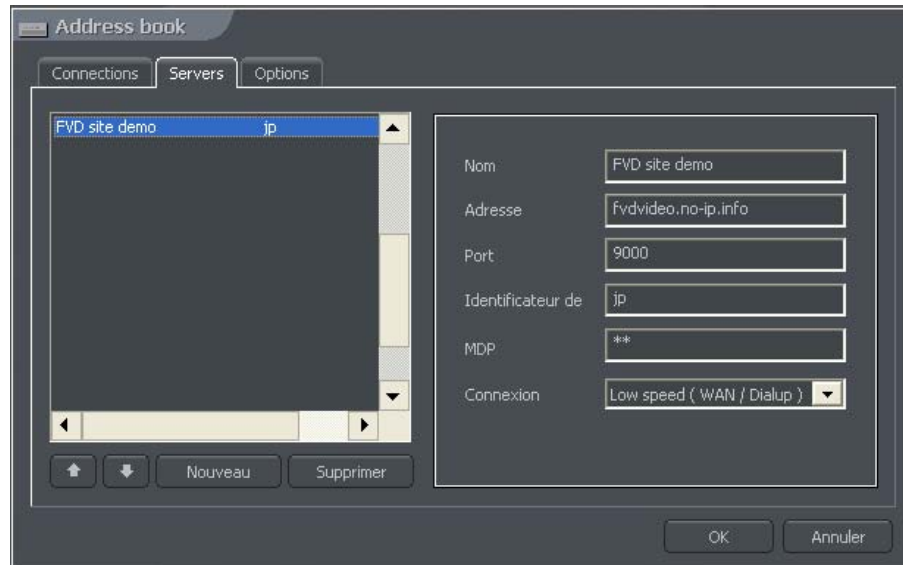 Address book
Connections Servers Options
FVD site demo jp
Nom FVD site demo
Adresse fvdvideo.no-ip.info
Port 9000
Identificateur de jp
MDP **
Connexion Low speed ( WAN / Dialup )
Nouveau Supprimer
OK Annuler